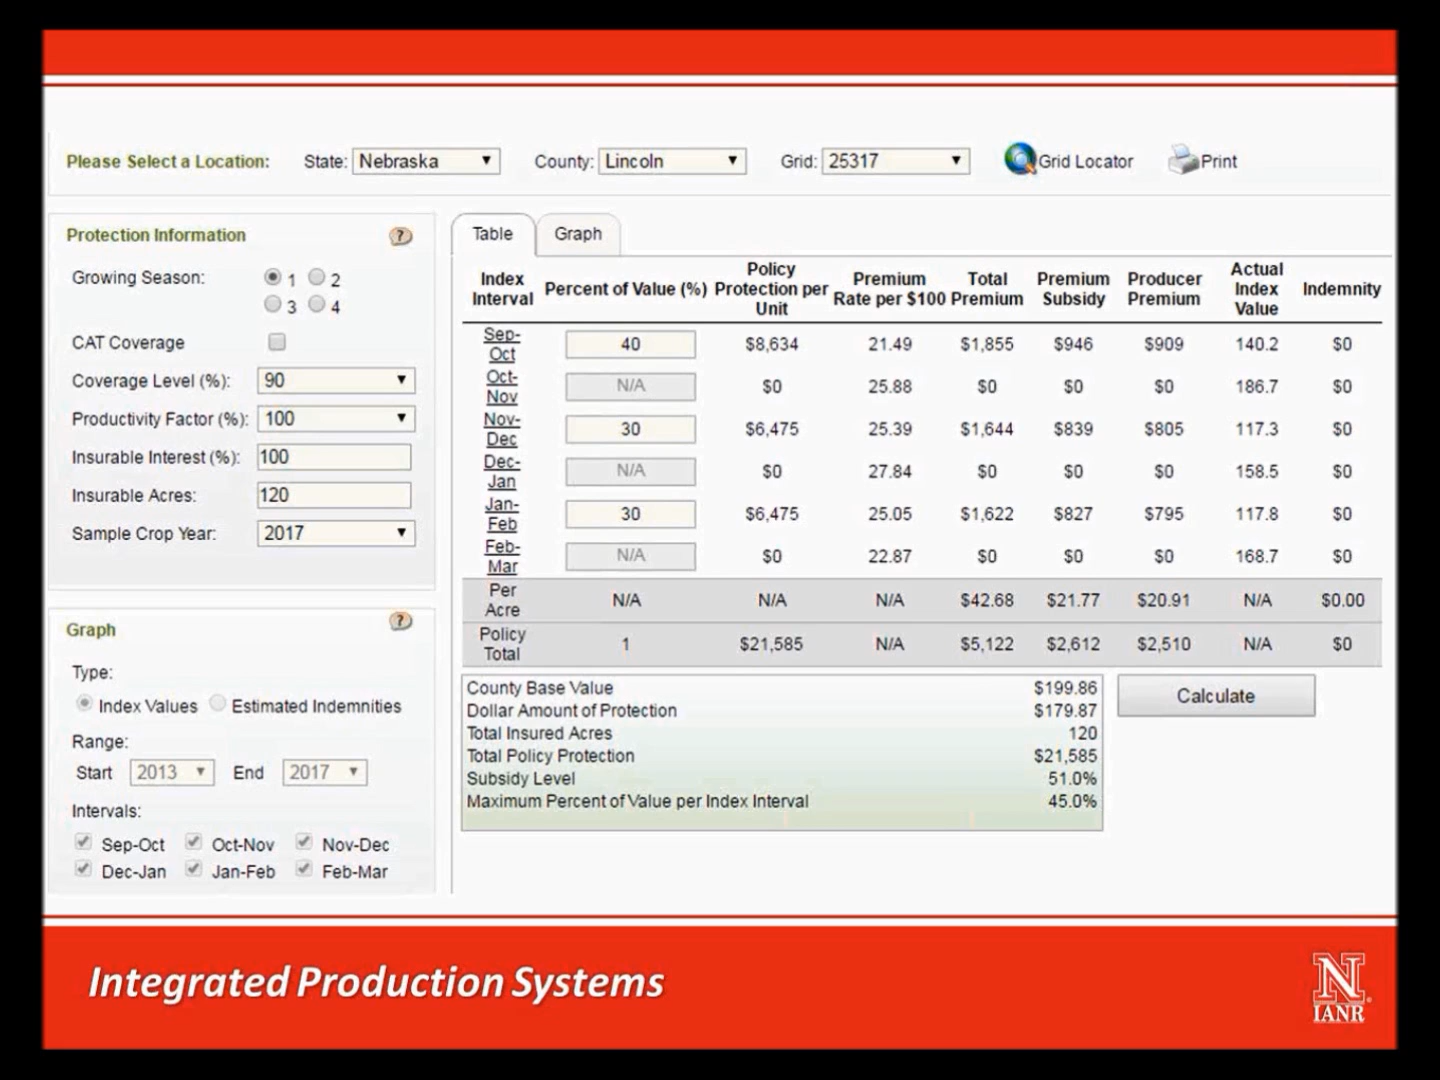 Please Select a Location: State: Nebraska County: Lincoln Grid: 25317 Grid Locator Print
Protection Information ?
Growing Season: 1 2
3 4
CAT Coverage
Coverage Level (%): 90
Productivity Factor (%): 100
Insurable Interest (%): 100
Insurable Acres: 120
Sample Crop Year: 2017
Graph ?
Type:
Index Values Estimated Indemnities
Range:
Start 2013 End 2017
Intervals:
Sep-Oct Oct-Nov Nov-Dec
Dec-Jan Jan-Feb Feb-Mar
Table Graph
Index Interval Percent of Value (%) Policy Protection per Unit Premium Rate per $100 Total Premium Premium Subsidy Producer Premium Actual Index Value Indemnity
Sep-Oct 40 $8,634 21.49 $1,855 $946 $909 140.2 $0
Oct-Nov N/A $0 25.88 $0 $0 $0 186.7 $0
Nov-Dec 30 $6,475 25.39 $1,644 $839 $805 117.3 $0
Dec-Jan N/A $0 27.84 $0 $0 $0 158.5 $0
Jan-Feb 30 $6,475 25.05 $1,622 $827 $795 117.8 $0
Feb-Mar N/A $0 22.87 $0 $0 $0 168.7 $0
Per Acre N/A N/A N/A $42.68 $21.77 $20.91 N/A $0.00
Policy Total 1 $21,585 N/A $5,122 $2,612 $2,510 N/A $0
County Base Value $199.86
Dollar Amount of Protection $179.87
Total Insured Acres 120
Total Policy Protection $21,585
Subsidy Level 51.0%
Maximum Percent of Value per Index Interval 45.0%
Calculate
Integrated Production Systems
N
IANR